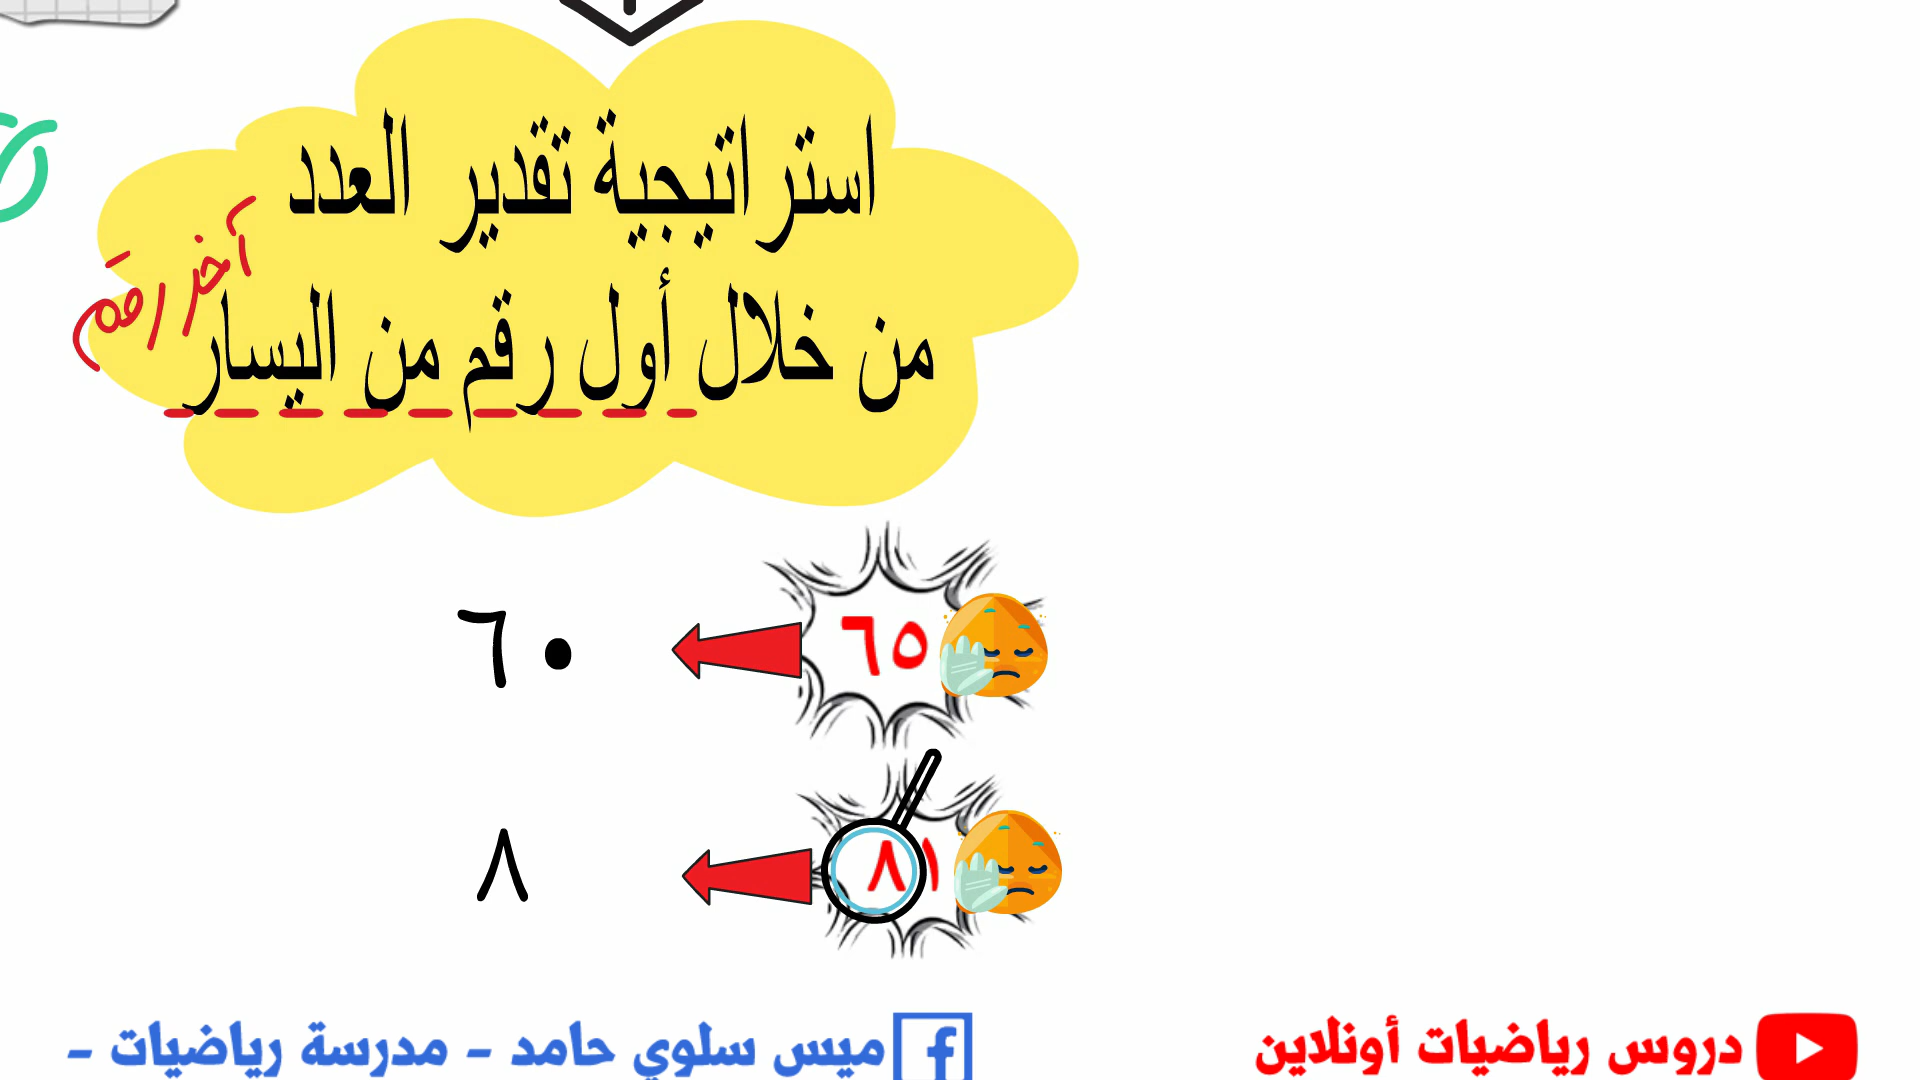 استراتيجية تقدير العدد
من خلال أول رقم من اليسار
آخر رقم
٦٥
٦٠
٨١
٨
دروس رياضيات أونلاين
ميس سلوي حامد - مدرسة رياضيات -